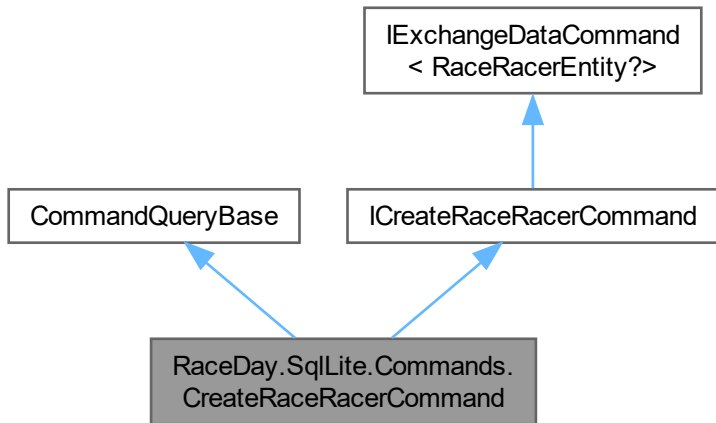 IExchangeDataCommand
< RaceRacerEntity?>
CommandQueryBase
ICreateRaceRacerCommand
RaceDay.SqlLite.Commands.
CreateRaceRacerCommand